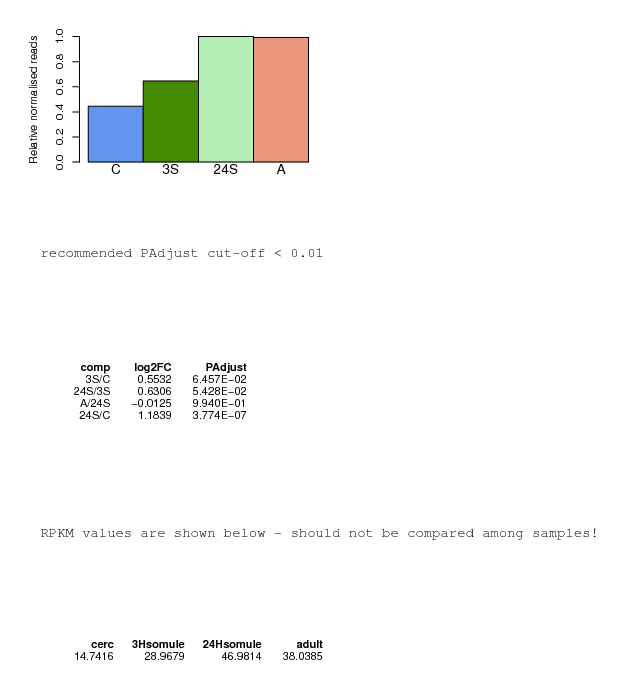 Relative normalised reads
1.0
0.8
0.6
0.4
0.2
0.0
C 3S 24S A
recommended PAdjust cut-off < 0.01
comp log2FC PAdjust
3S/C 0.5532 6.457E-02
24S/3S 0.6306 5.428E-02
A/24S -0.0125 9.940E-01
24S/C 1.1839 3.774E-07
RPKM values are shown below - should not be compared among samples!
cerc 3Hsomule 24Hsomule adult
14.7416 28.9679 46.9814 38.0385